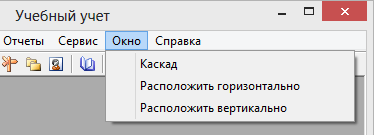 Учебный учет
Отчеты Сервис Окно Справка
Каскад
Расположить горизонтально
Расположить вертикально